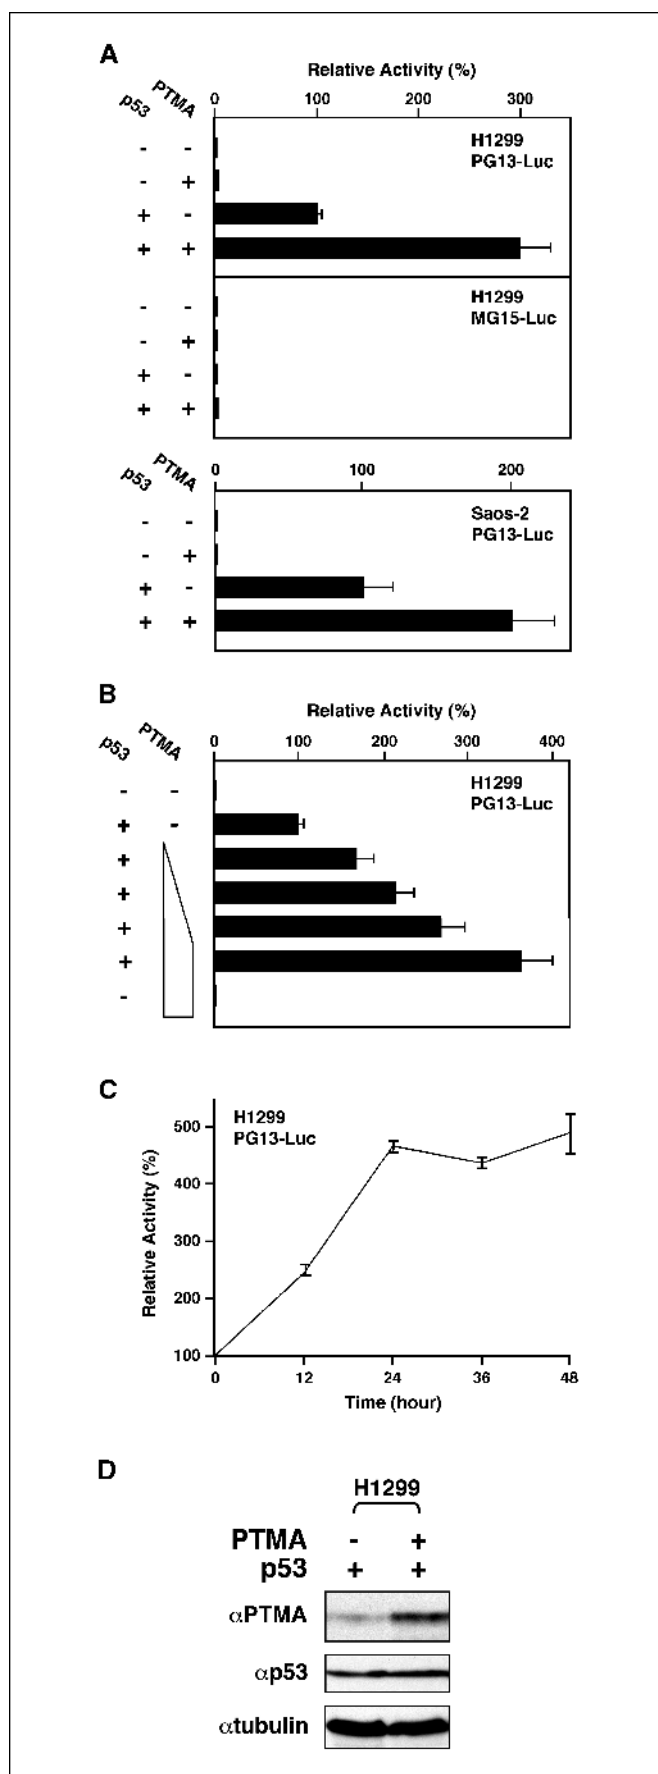 A
Relative Activity (%)
p53 PTMA 0 100 200 300
- - H1299
- + PG13-Luc
+ -
+ +
- - H1299
- + MG15-Luc
+ -
+ +
p53 PTMA 0 100 200
- - Saos-2
- + PG13-Luc
+ -
+ +
B
Relative Activity (%)
p53 PTMA 0 100 200 300 400
- - H1299
+ - PG13-Luc
+
+
+
+
-
C
H1299
PG13-Luc
Relative Activity (%)
500
400
300
200
100
0 12 24 36 48
Time (hour)
D
H1299
PTMA - +
p53 + +
αPTMA
αp53
αtubulin